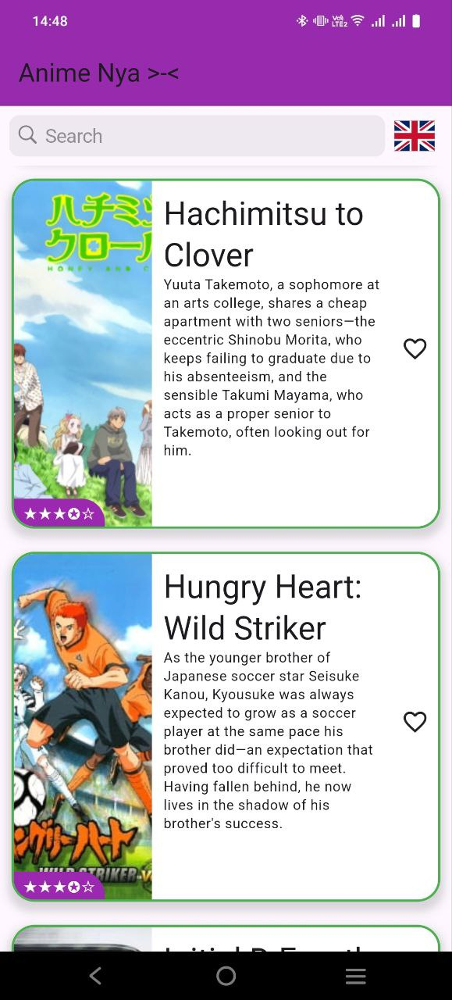 14:48
Vo)) LTE2
Anime Nya >-<
Search
ハチミツ
クローバ
HONEY AND C
Hachimitsu to
Clover
Yuuta Takemoto, a sophomore at
an arts college, shares a cheap
apartment with two seniors—the
eccentric Shinobu Morita, who
keeps failing to graduate due to
his absenteeism, and the
sensible Takumi Mayama, who
acts as a proper senior to
Takemoto, often looking out for
him.
★★★✪☆
Hungry Heart:
Wild Striker
As the younger brother of
Japanese soccer star Seisuke
Kanou, Kyousuke was always
expected to grow as a soccer
player at the same pace his
brother did—an expectation that
proved too difficult to meet.
Having fallen behind, he now
lives in the shadow of his
brother's success.
ングリーハート
WILD STRIKER
★★★✪☆